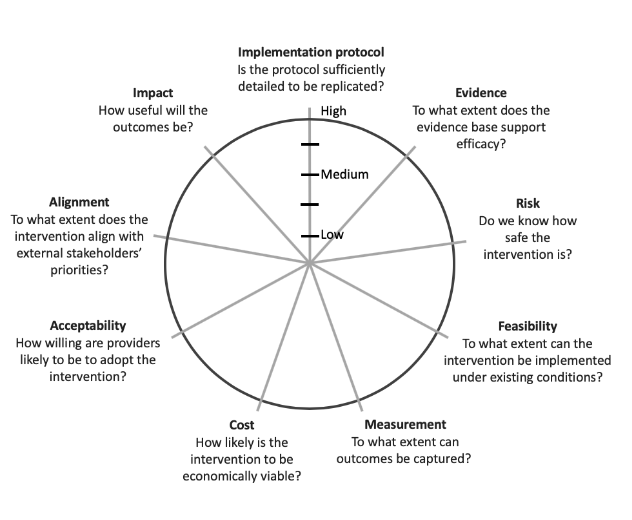 Implementation protocol
Is the protocol sufficiently
detailed to be replicated?
Impact
How useful will the
outcomes be?
Evidence
To what extent does the
evidence base support
efficacy?
High
Medium
Low
Alignment
To what extent does the
intervention align with
external stakeholders'
priorities?
Risk
Do we know how
safe the
intervention is?
Acceptability
How willing are providers
likely to be to adopt the
intervention?
Feasibility
To what extent can the
intervention be implemented
under existing conditions?
Cost
How likely is the
intervention to be
economically viable?
Measurement
To what extent can
outcomes be captured?